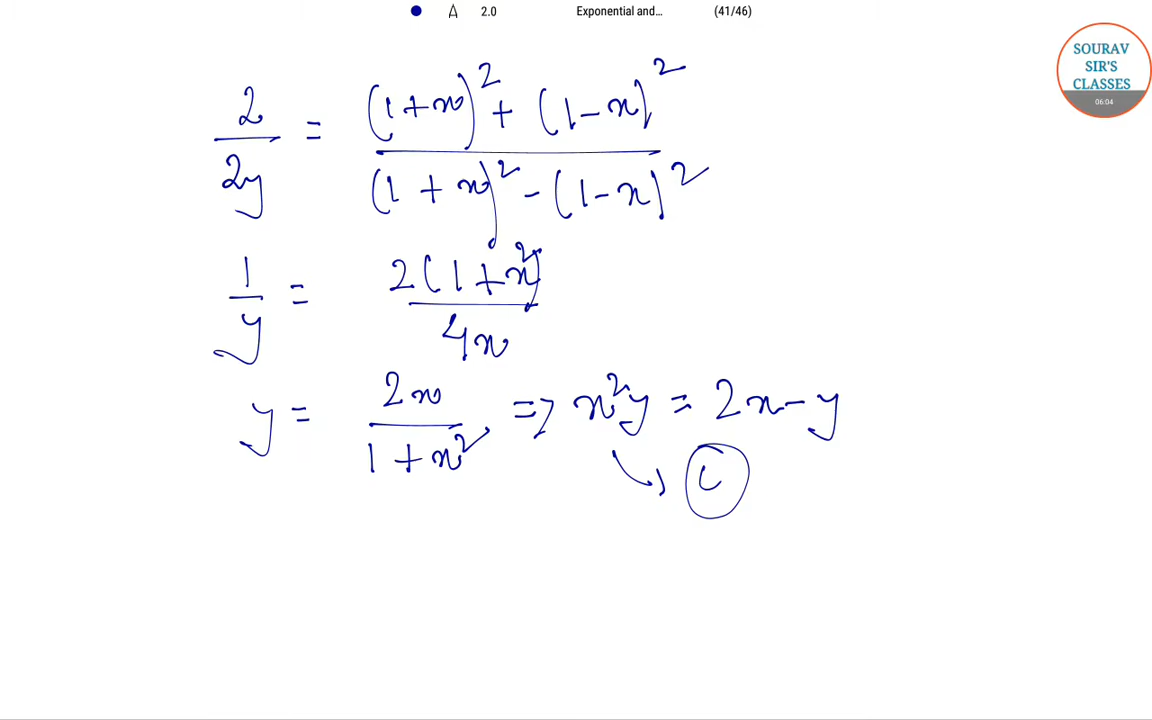 2.0 Exponential and... (41/46)
SOURAV
SIR'S
CLASSES
06:04
2/2y = ((1+x)² + (1-x)²)/((1+x)² - (1-x)²)
1/y = 2(1+x²)/4x
y = 2x/(1+x²) => x²y = 2x - y
C